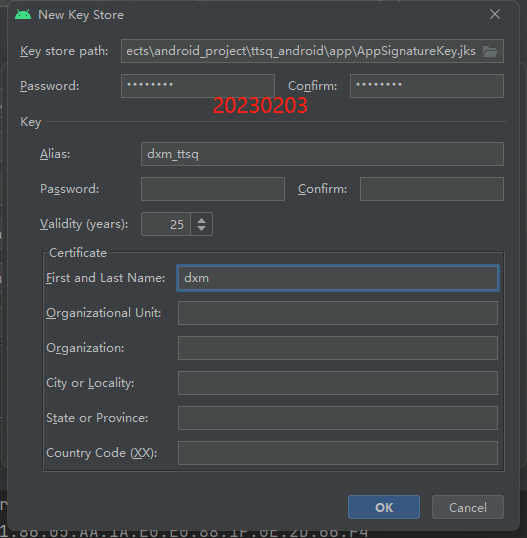 New Key Store
Key store path: ects\android_project\ttsq_android\app\AppSignatureKey.jks
Password: •••••••• Confirm: ••••••••
20230203
Key
Alias: dxm_ttsq
Password: Confirm:
Validity (years): 25
Certificate
First and Last Name: dxm
Organizational Unit:
Organization:
City or Locality:
State or Province:
Country Code (XX):
OK Cancel